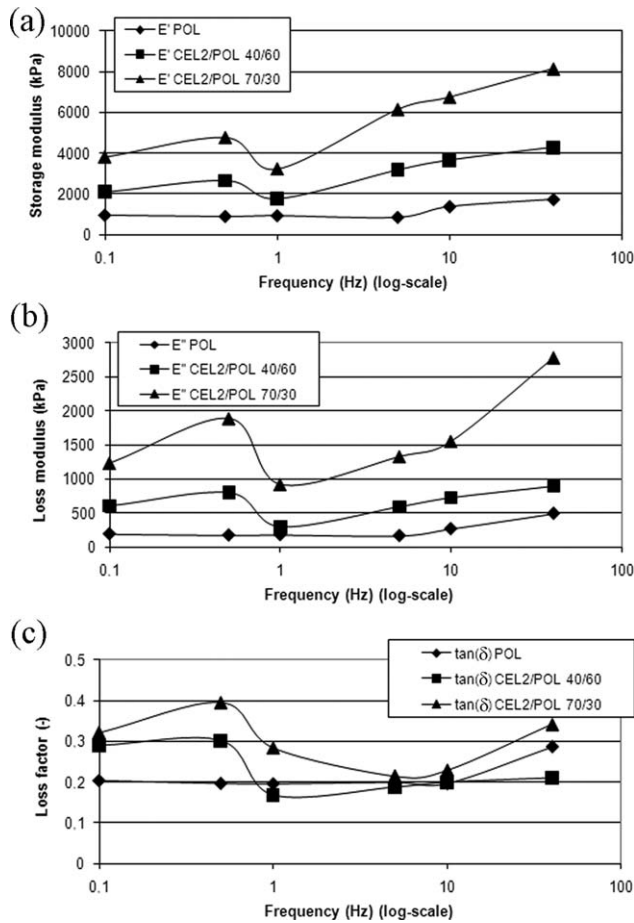 (a)
E' POL
E' CEL2/POL 40/60
E' CEL2/POL 70/30
Storage modulus (kPa)
10000
8000
6000
4000
2000
0
0.1 1 10 100
Frequency (Hz) (log-scale)
(b)
E" POL
E" CEL2/POL 40/60
E" CEL2/POL 70/30
Loss modulus (kPa)
3000
2500
2000
1500
1000
500
0
0.1 1 10 100
Frequency (Hz) (log-scale)
(c)
tan(δ) POL
tan(δ) CEL2/POL 40/60
tan(δ) CEL2/POL 70/30
Loss factor (-)
0.5
0.4
0.3
0.2
0.1
0
0.1 1 10 100
Frequency (Hz) (log-scale)